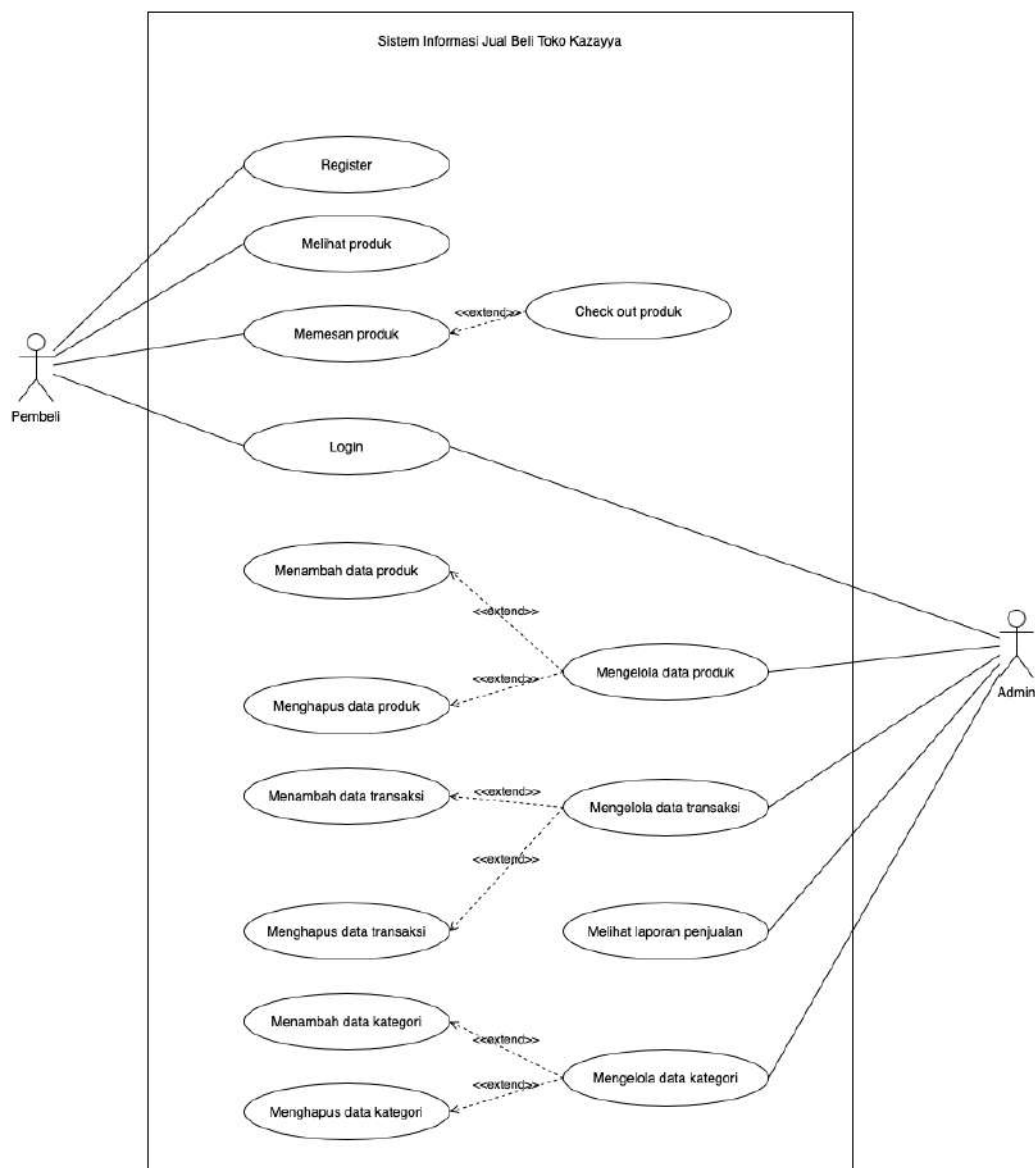 Sistem Informasi Jual Beli Toko Kazayya
Register
Melihat produk
<<extend>>
Check out produk
Memesan produk
Pembeli
Login
Menambah data produk
<<extend>>
Mengelola data produk
Admin
<<extend>>
Menghapus data produk
Menambah data transaksi
<<extend>>
Mengelola data transaksi
<<extend>>
Menghapus data transaksi
Melihat laporan penjualan
Menambah data kategori
<<extend>>
Mengelola data kategori
<<extend>>
Menghapus data kategori